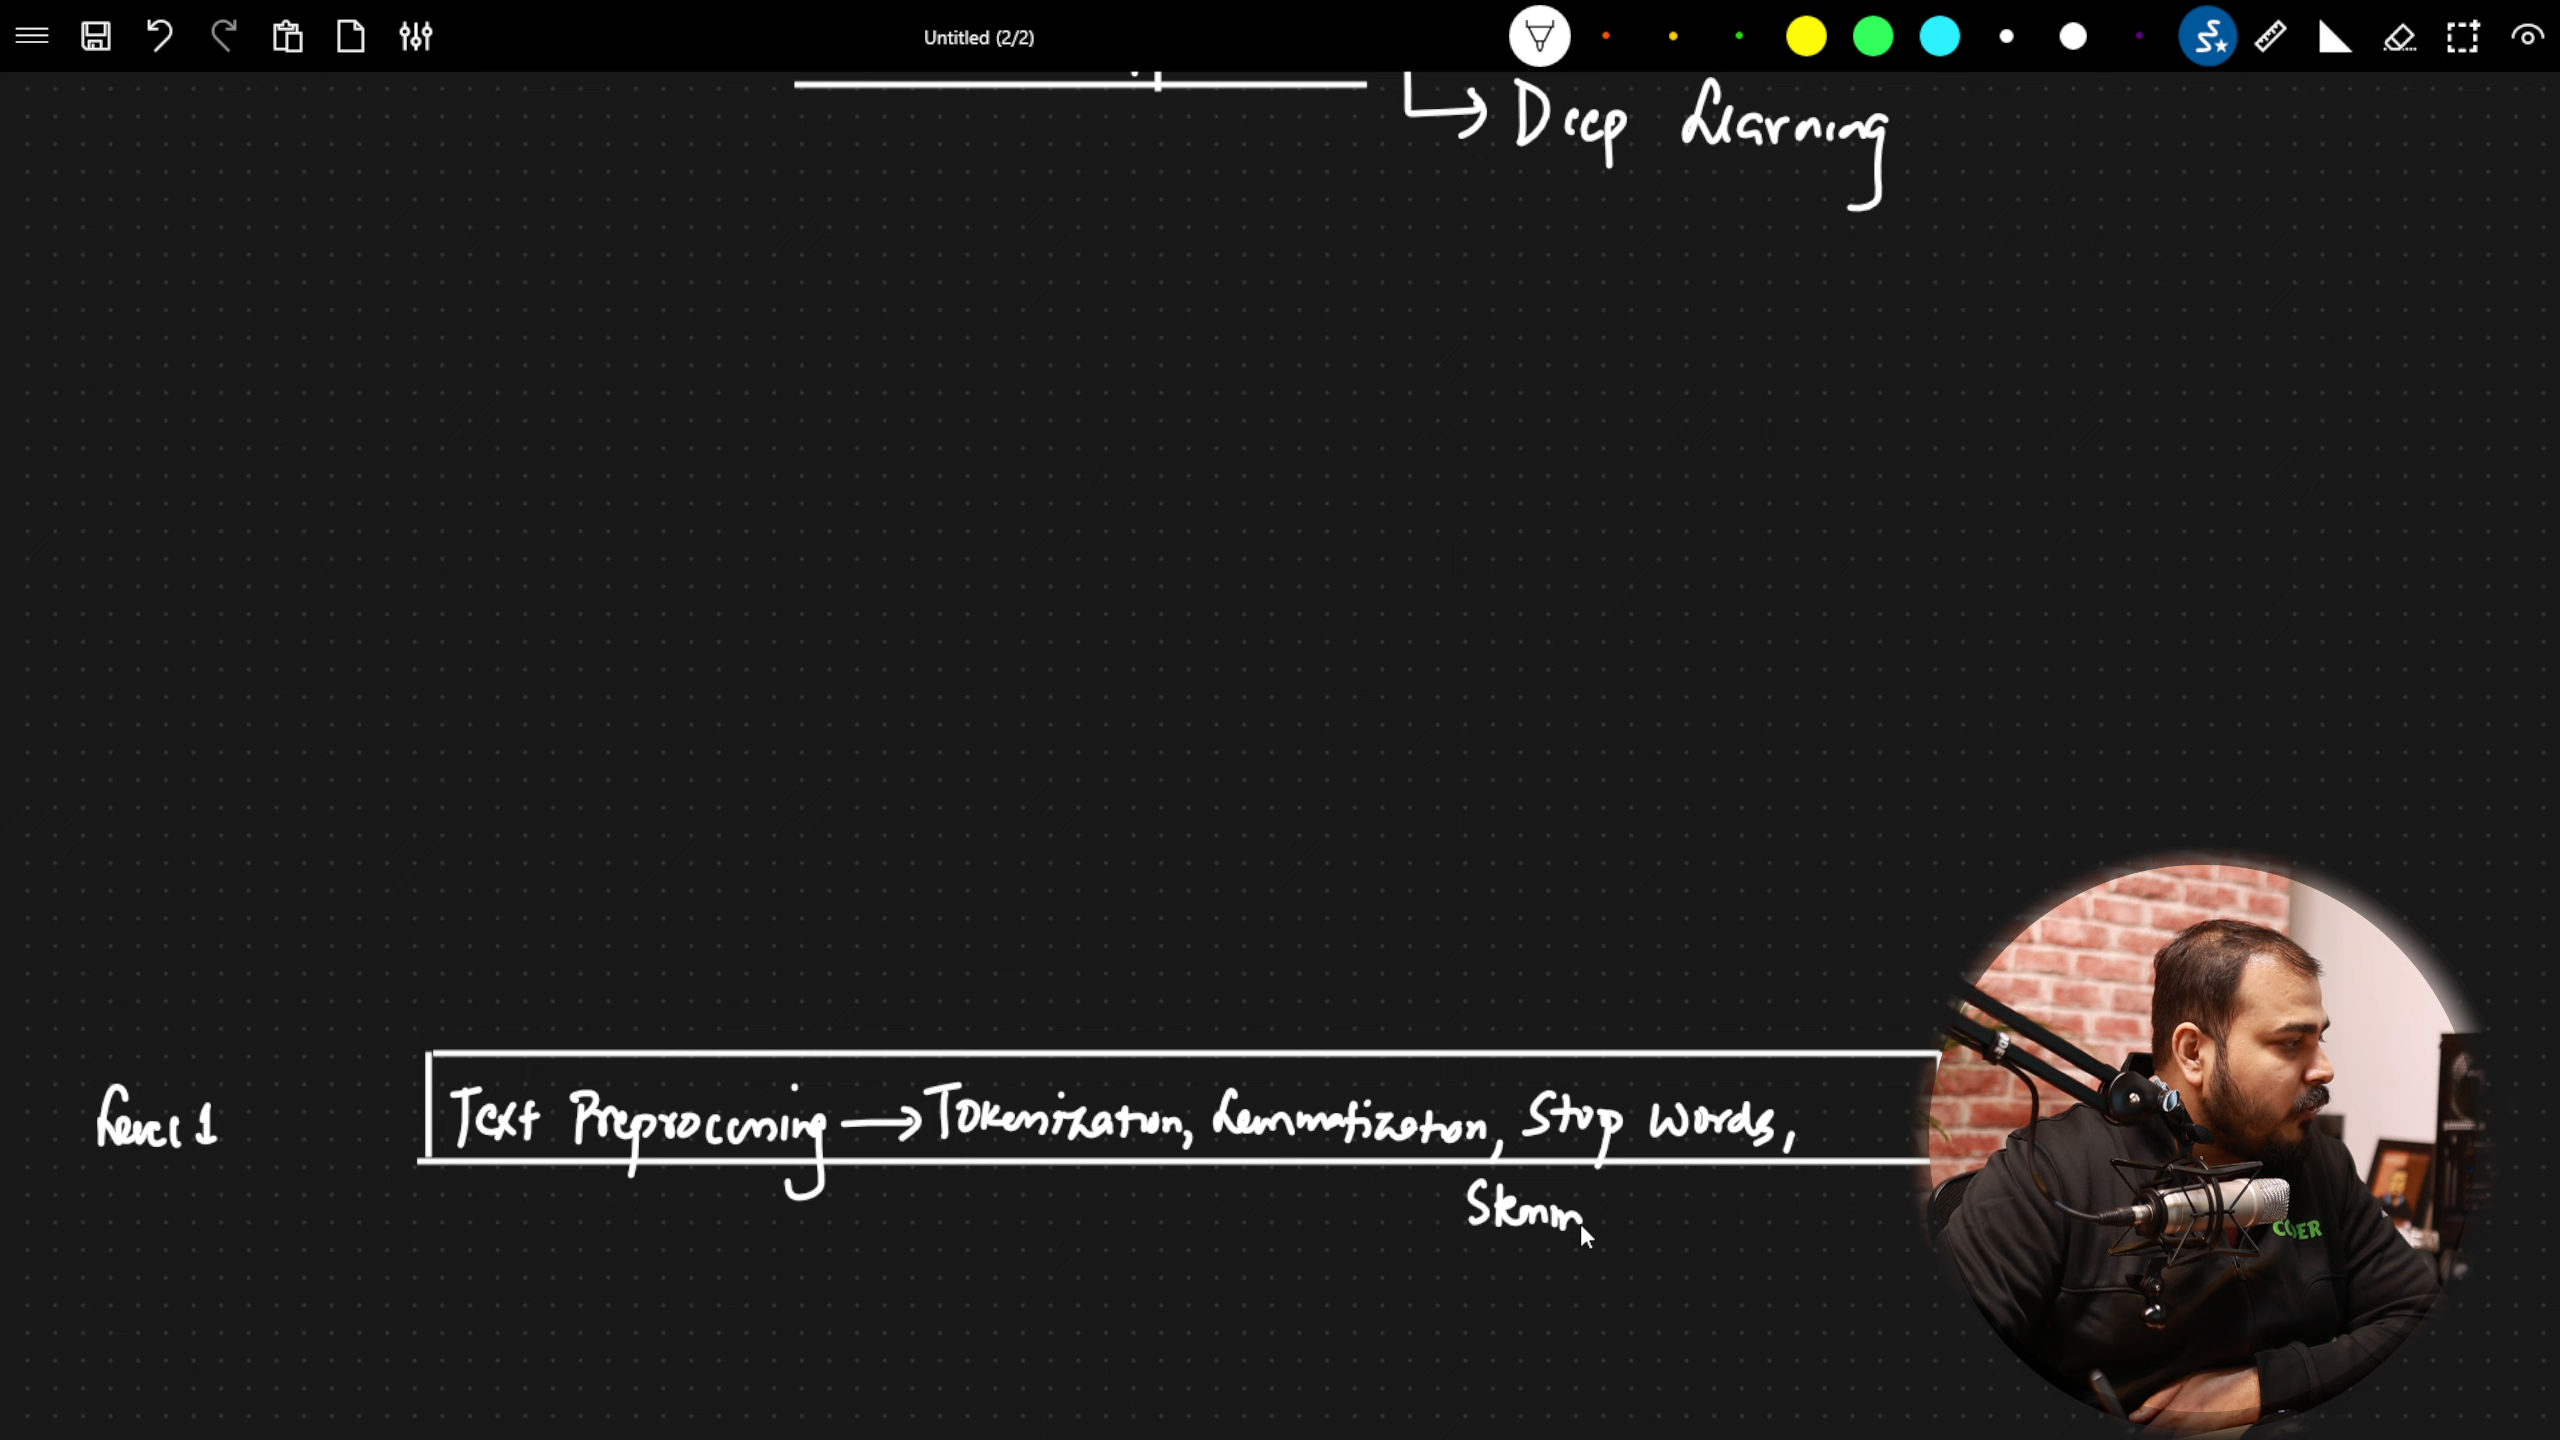 Untitled (2/2)
Deep Learning
Level 1
Text Preprocessing → Tokenization, Lemmatization, Stop Words,
Stemm